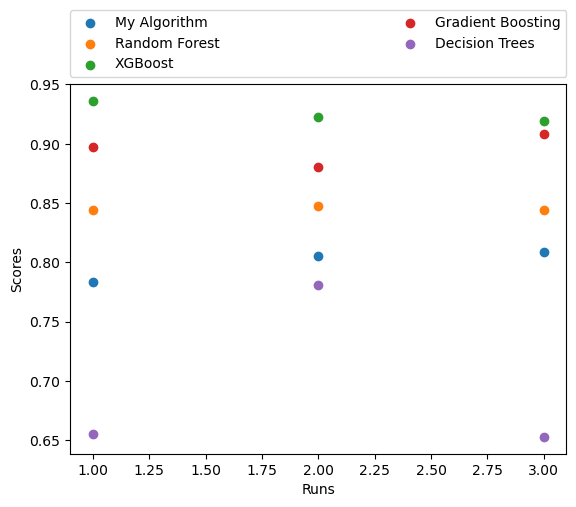 My Algorithm
Random Forest
XGBoost
Gradient Boosting
Decision Trees
0.95
0.90
0.85
0.80
0.75
0.70
0.65
Scores
1.00 1.25 1.50 1.75 2.00 2.25 2.50 2.75 3.00
Runs